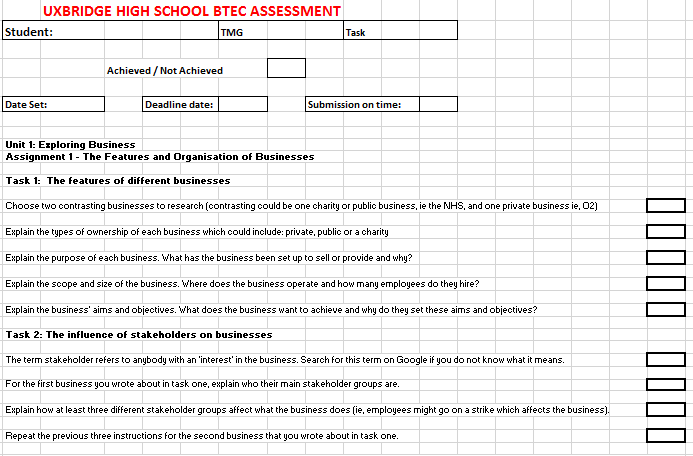 UXBRIDGE HIGH SCHOOL BTEC ASSESSMENT
Student: TMG Task
Achieved / Not Achieved
Date Set: Deadline date: Submission on time:
Unit 1: Exploring Business
Assignment 1 - The Features and Organisation of Businesses
Task 1: The features of different businesses
Choose two contrasting businesses to research (contrasting could be one charity or public business, ie the NHS, and one private business ie, O2)
Explain the types of ownership of each business which could include: private, public or a charity
Explain the purpose of each business. What has the business been set up to sell or provide and why?
Explain the scope and size of the business. Where does the business operate and how many employees do they hire?
Explain the business' aims and objectives. What does the business want to achieve and why do they set these aims and objectives?
Task 2: The influence of stakeholders on businesses
The term stakeholder refers to anybody with an 'interest' in the business. Search for this term on Google if you do not know what it means.
For the first business you wrote about in task one, explain who their main stakeholder groups are.
Explain how at least three different stakeholder groups affect what the business does (ie, employees might go on a strike which affects the business).
Repeat the previous three instructions for the second business that you wrote about in task one.